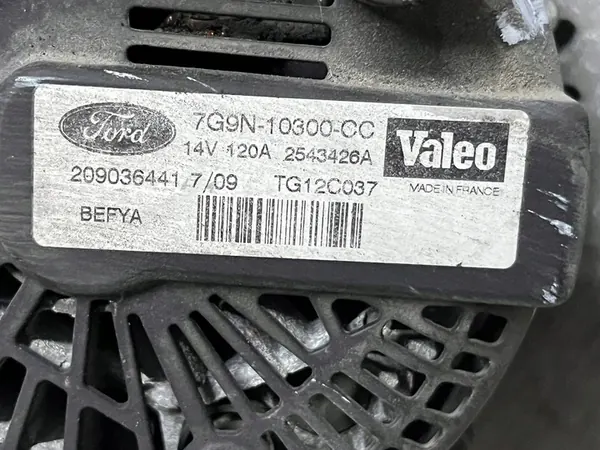 Ford
7G9N-10300-CC
14V 120A 2543426A
Valeo
209036441 7/09 TG12C037
MADE IN FRANCE
BEFYA